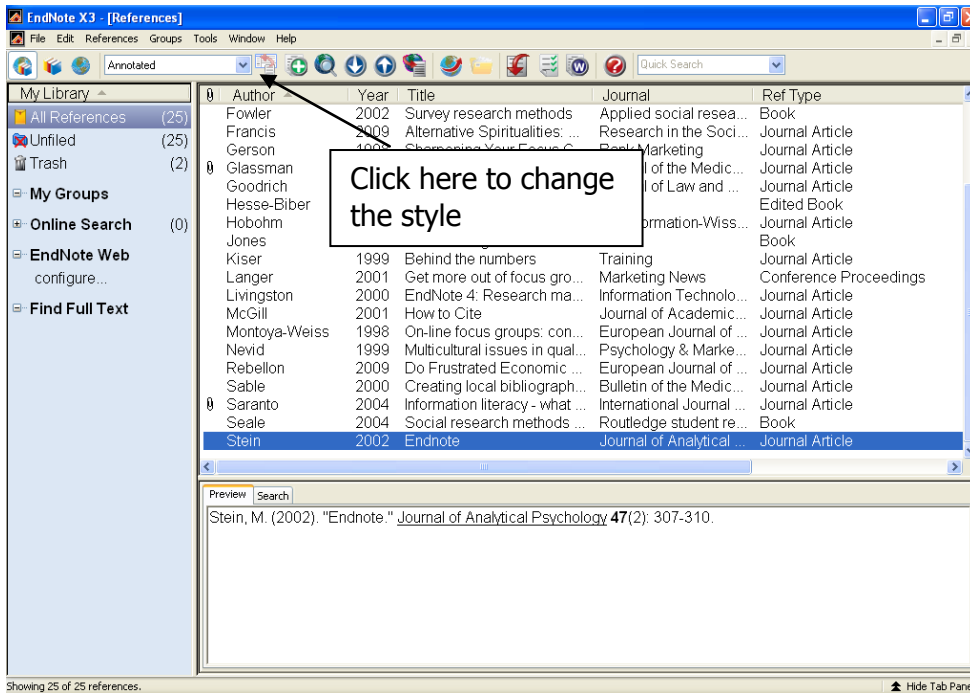 EndNote X3 - [References]
File Edit References Groups Tools Window Help
Annotated
Quick Search
My Library
All References (25)
Unfiled (25)
Trash (2)
My Groups
Online Search (0)
EndNote Web
configure...
Find Full Text
Author Year Title Journal Ref Type
Fowler 2002 Survey research methods Applied social resea... Book
Francis 2009 Alternative Spiritualities: ... Research in the Soci... Journal Article
Gerson Marketing Journal Article
Glassman l of the Medic... Journal Article
Goodrich l of Law and ... Journal Article
Hesse-Biber Edited Book
Hobohm ormation-Wiss... Journal Article
Jones Book
Kiser 1999 Behind the numbers Training Journal Article
Langer 2001 Get more out of focus gro... Marketing News Conference Proceedings
Livingston 2000 EndNote 4: Research ma... Information Technolo... Journal Article
McGill 2001 How to Cite Journal of Academic... Journal Article
Montoya-Weiss 1998 On-line focus groups: con... European Journal of ... Journal Article
Nevid 1999 Multicultural issues in qual... Psychology & Marke... Journal Article
Rebellon 2009 Do Frustrated Economic ... European Journal of ... Journal Article
Sable 2000 Creating local bibliograph... Bulletin of the Medic... Journal Article
Saranto 2004 Information literacy - what ... International Journal ... Journal Article
Seale 2004 Social research methods ... Routledge student re... Book
Stein 2002 Endnote Journal of Analytical ... Journal Article
Click here to change
the style
Preview Search
Stein, M. (2002). "Endnote." Journal of Analytical Psychology 47(2): 307-310.
Showing 25 of 25 references.
Hide Tab Pane